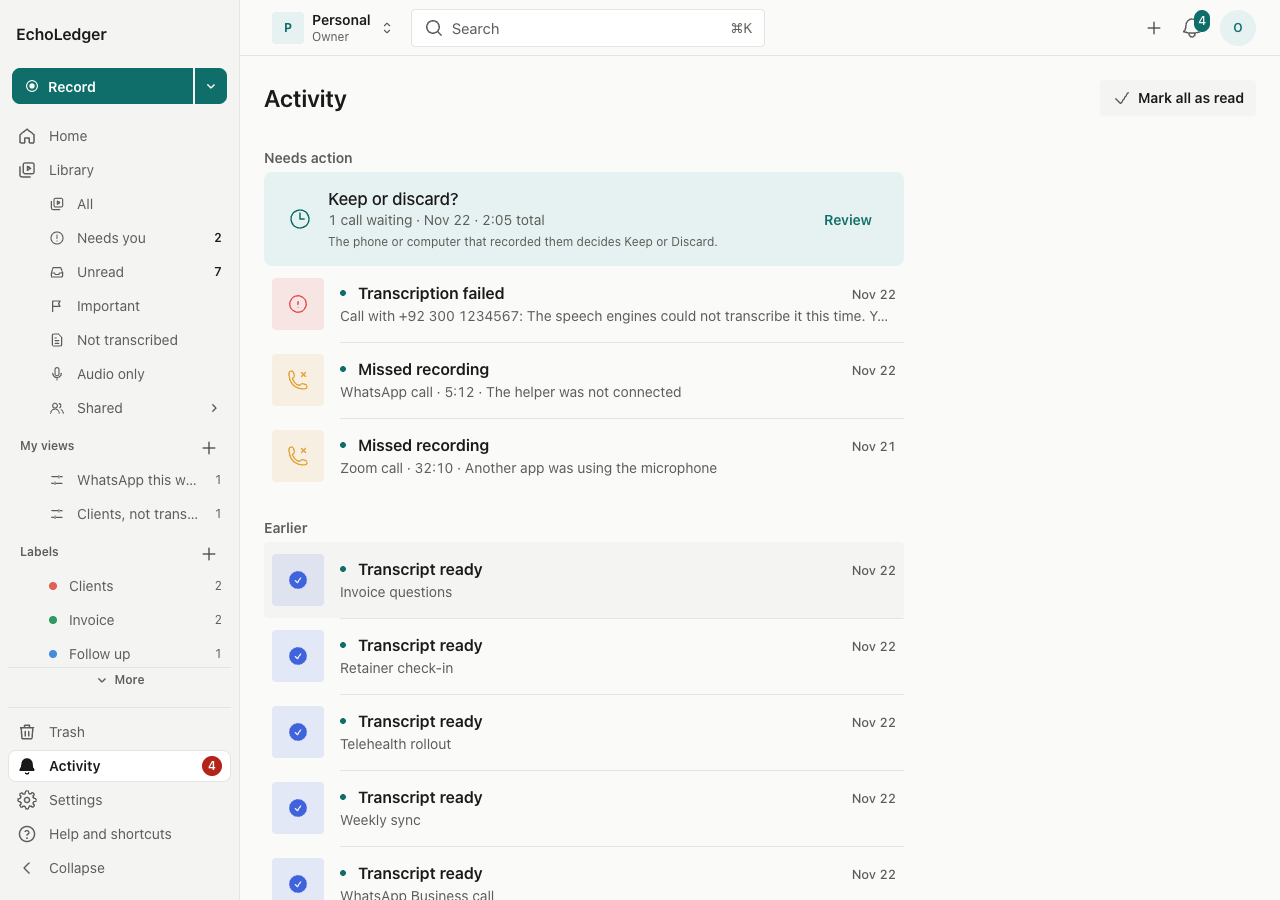 EchoLedger
Record
Home
Library
All
Needs you 2
Unread 7
Important
Not transcribed
Audio only
Shared
My views
WhatsApp this w... 1
Clients, not trans... 1
Labels
Clients 2
Invoice 2
Follow up 1
More
Trash
Activity 4
Settings
Help and shortcuts
Collapse
P
Personal
Owner
Search ⌘K
4
O
Activity
Mark all as read
Needs action
Keep or discard?
1 call waiting · Nov 22 · 2:05 total
The phone or computer that recorded them decides Keep or Discard.
Review
Transcription failed Nov 22
Call with +92 300 1234567: The speech engines could not transcribe it this time. Y...
Missed recording Nov 22
WhatsApp call · 5:12 · The helper was not connected
Missed recording Nov 21
Zoom call · 32:10 · Another app was using the microphone
Earlier
Transcript ready Nov 22
Invoice questions
Transcript ready Nov 22
Retainer check-in
Transcript ready Nov 22
Telehealth rollout
Transcript ready Nov 22
Weekly sync
Transcript ready Nov 22
WhatsApp Business call